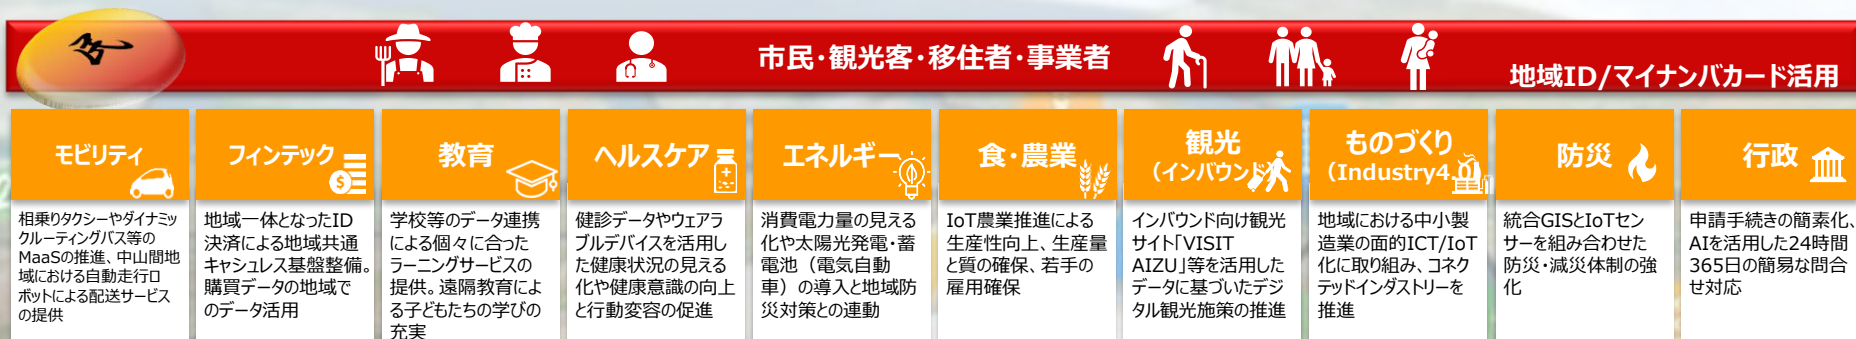 市民・観光客・移住者・事業者
地域ID/マイナンバカード活用
モビリティ
相乗りタクシーやダイナミッ
クルーティングバス等の
MaaSの推進、中山間地
域における自動走行ロ
ボットによる配送サービス
の提供
フィンテック
地域一体となったID
決済による地域共通
キャシュレス基盤整備。
購買データの地域で
のデータ活用
教育
学校等のデータ連携
による個々に合った
ラーニングサービスの
提供。遠隔教育によ
る子どもたちの学びの
充実
ヘルスケア
健診データやウェアラ
ブルデバイスを活用し
た健康状況の見える
化や健康意識の向上
と行動変容の促進
エネルギー
消費電力量の見える
化や太陽光発電・蓄
電池（電気自動
車）の導入と地域防
災対策との連動
食・農業
IoT農業推進による
生産性向上、生産量
と質の確保、若手の
雇用確保
観光
（インバウンド）
インバウンド向け観光
サイト「VISIT
AIZU」等を活用した
データに基づいたデジ
タル観光施策の推進
ものづくり
（Industry4.0）
地域における中小製
造業の面的ICT/IoT
化に取り組み、コネク
テッドインダストリーを
推進
防災
統合GISとIoTセン
サーを組み合わせた
防災・減災体制の強
化
行政
申請手続きの簡素化、
AIを活用した24時間
365日の簡易な問合
せ対応